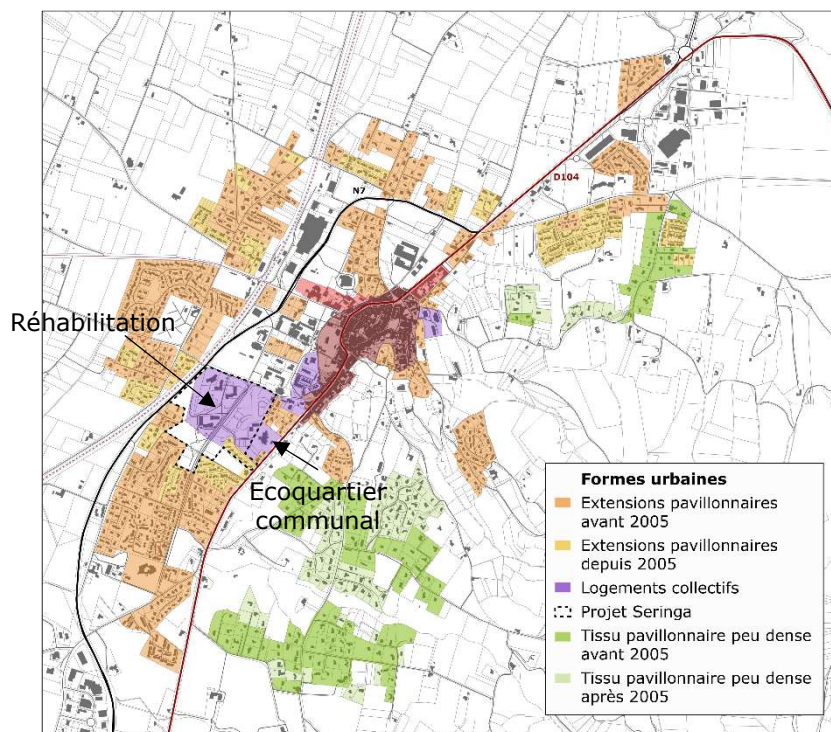 D104
N7
Réhabilitation
Ecoquartier
communal
Formes urbaines
Extensions pavillonnaires
avant 2005
Extensions pavillonnaires
depuis 2005
Logements collectifs
Projet Seringa
Tissu pavillonnaire peu dense
avant 2005
Tissu pavillonnaire peu dense
après 2005